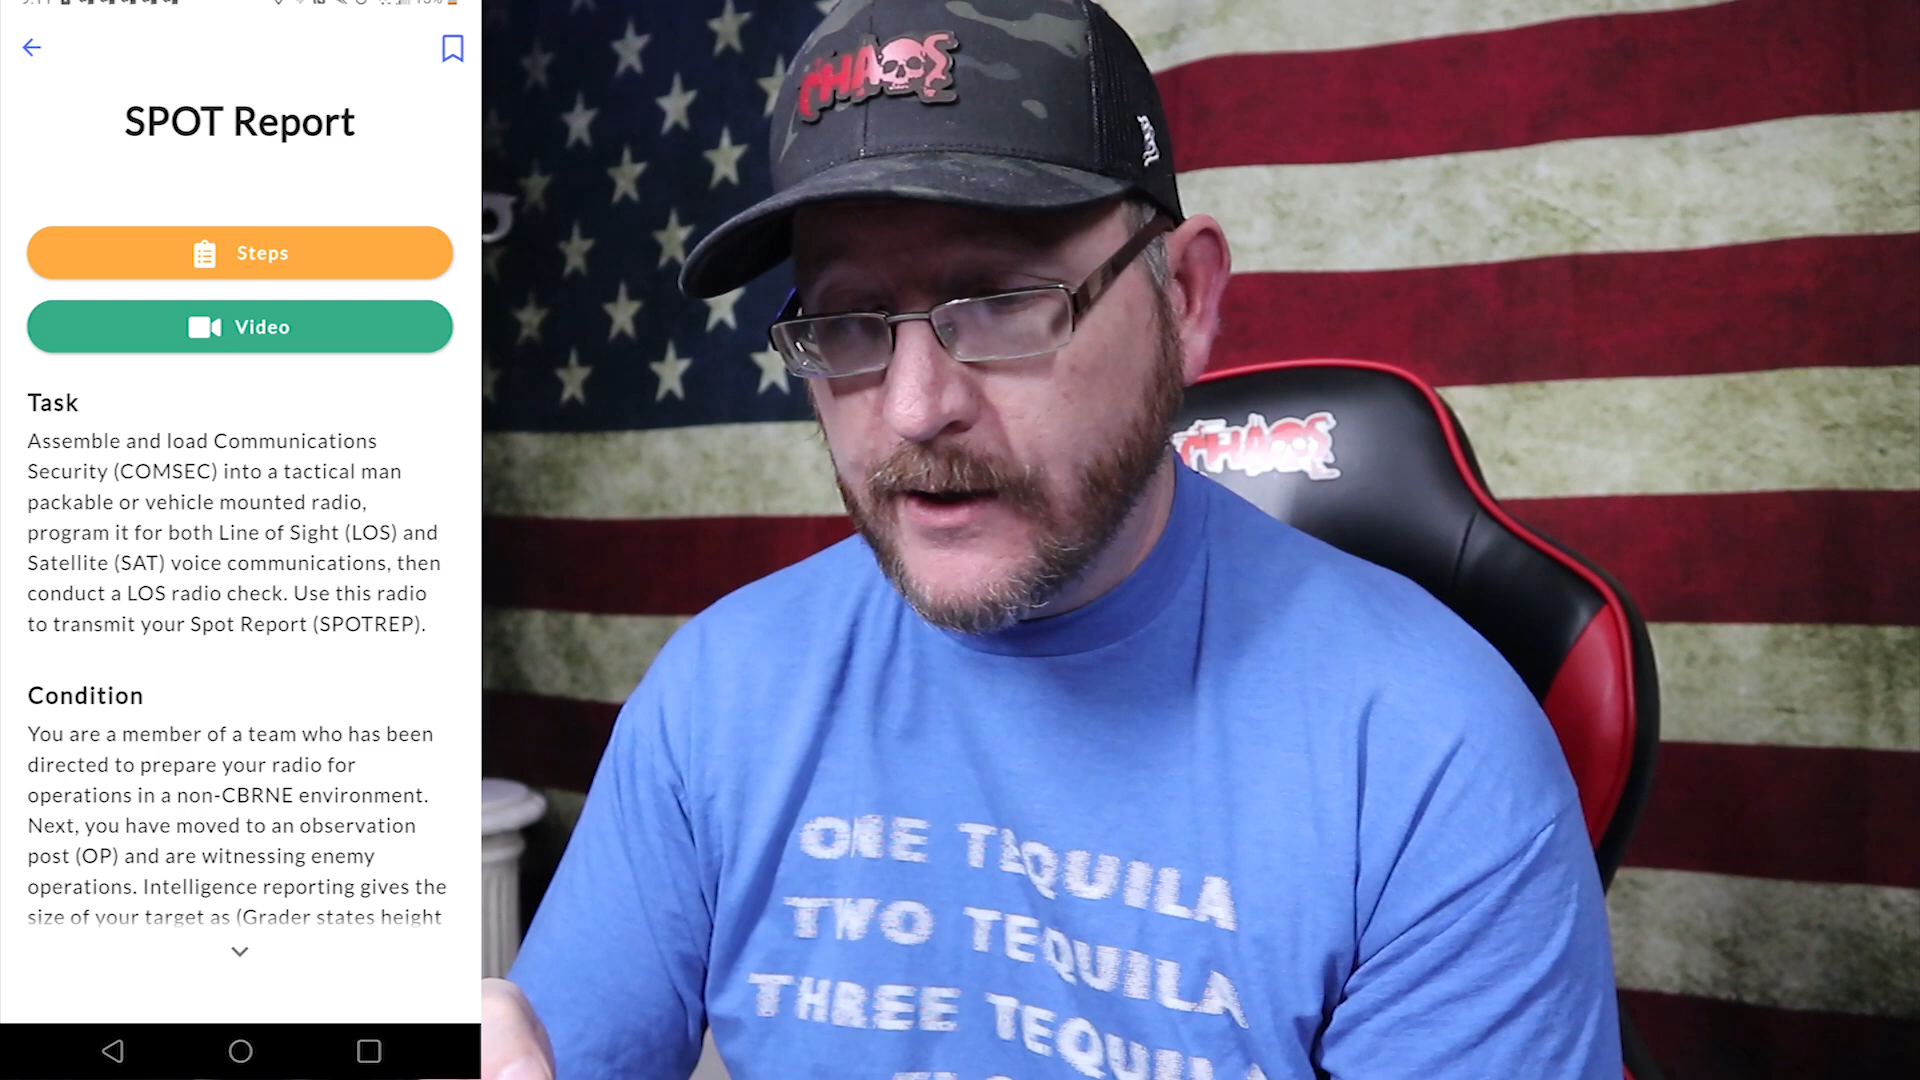 SPOT Report
Steps
Video
Task
Assemble and load Communications
Security (COMSEC) into a tactical man
packable or vehicle mounted radio,
program it for both Line of Sight (LOS) and
Satellite (SAT) voice communications, then
conduct a LOS radio check. Use this radio
to transmit your Spot Report (SPOTREP).
Condition
You are a member of a team who has been
directed to prepare your radio for
operations in a non-CBRNE environment.
Next, you have moved to an observation
post (OP) and are witnessing enemy
operations. Intelligence reporting gives the
size of your target as (Grader states height
CHAOS
CHAOS
ONE TEQUILA
TWO TEQUILA
THREE TEQUILA